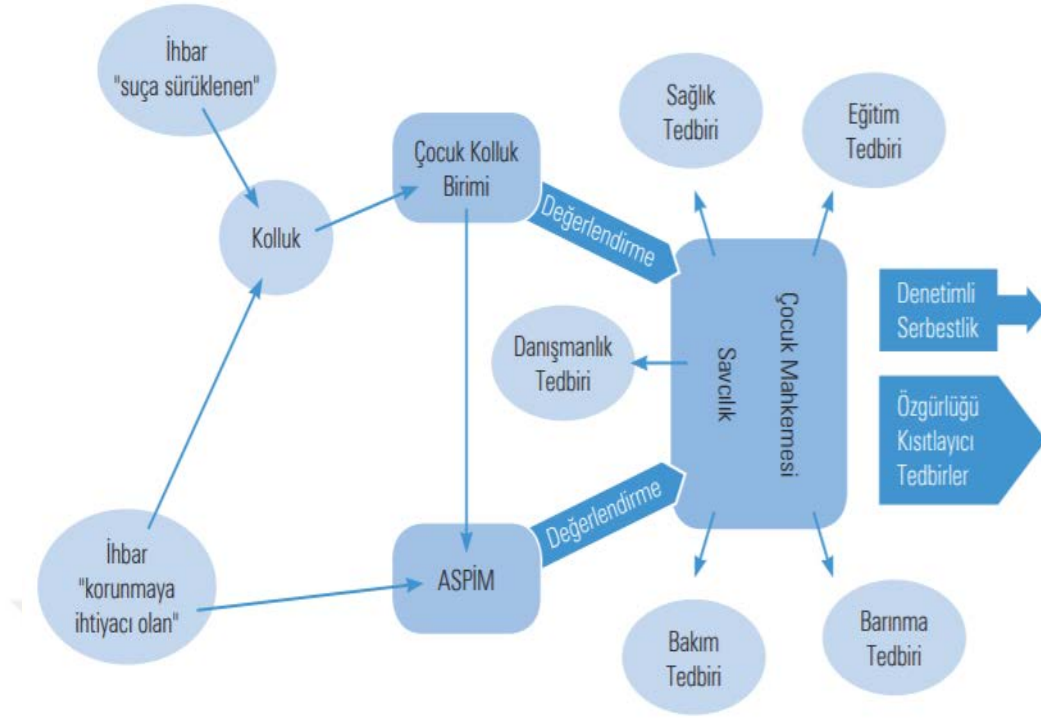 İhbar
"suça sürüklenen"
Kolluk
İhbar
"korunmaya
ihtiyacı olan"
Çocuk Kolluk
Birimi
ASPİM
Değerlendirme
Değerlendirme
Danışmanlık
Tedbiri
Sağlık
Tedbiri
Eğitim
Tedbiri
Savcılık
Çocuk Mahkemesi
Bakım
Tedbiri
Barınma
Tedbiri
Denetimli
Serbestlik
Özgürlüğü
Kısıtlayıcı
Tedbirler